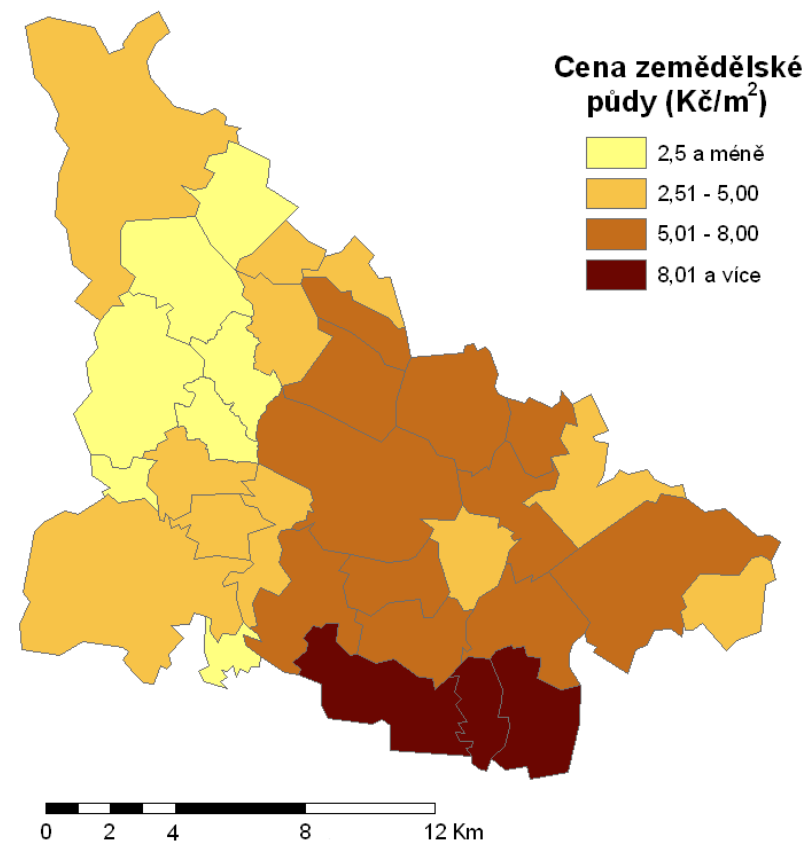 Cena zemědělské
půdy (Kč/m²)
2,5 a méně
2,51 - 5,00
5,01 - 8,00
8,01 a více
0 2 4 8 12 Km